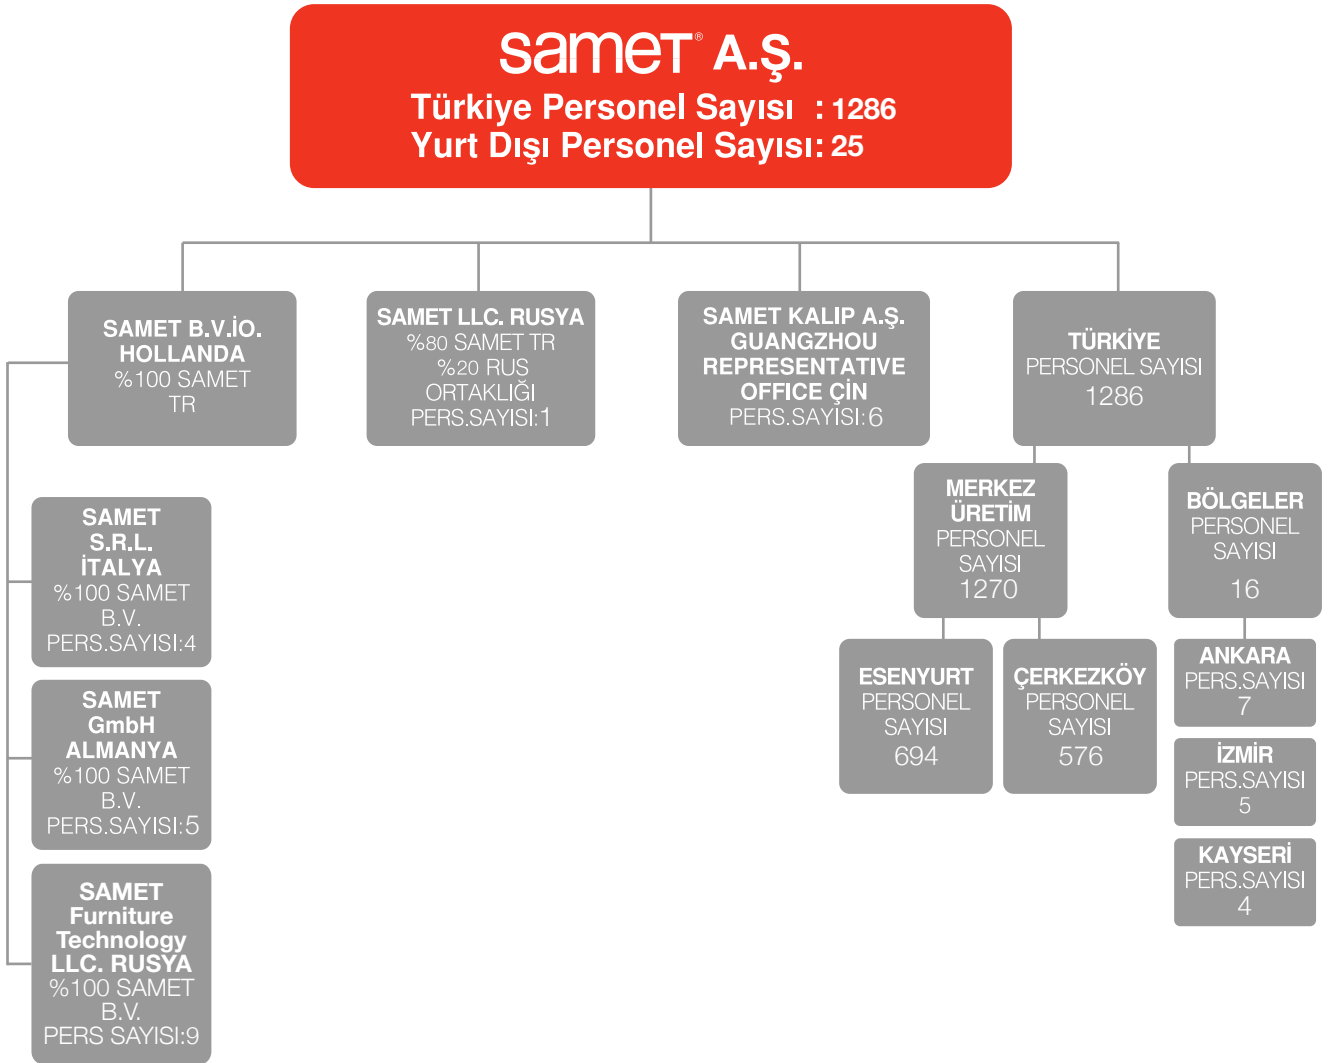 samet® A.Ş.
Türkiye Personel Sayısı : 1286
Yurt Dışı Personel Sayısı: 25
SAMET B.V.İO.
HOLLANDA
%100 SAMET
TR
SAMET LLC. RUSYA
%80 SAMET TR
%20 RUS
ORTAKLIĞI
PERS.SAYISI:1
SAMET KALIP A.Ş.
GUANGZHOU
REPRESENTATIVE
OFFICE ÇİN
PERS.SAYISI:6
TÜRKİYE
PERSONEL SAYISI
1286
SAMET
S.R.L.
İTALYA
%100 SAMET
B.V.
PERS.SAYISI:4
SAMET
GmbH
ALMANYA
%100 SAMET
B.V.
PERS.SAYISI:5
SAMET
Furniture
Technology
LLC. RUSYA
%100 SAMET
B.V.
PERS SAYISI:9
MERKEZ
ÜRETİM
PERSONEL
SAYISI
1270
BÖLGELER
PERSONEL
SAYISI
16
ESENYURT
PERSONEL
SAYISI
694
ÇERKEZKÖY
PERSONEL
SAYISI
576
ANKARA
PERS.SAYISI
7
İZMİR
PERS.SAYISI
5
KAYSERİ
PERS.SAYISI
4